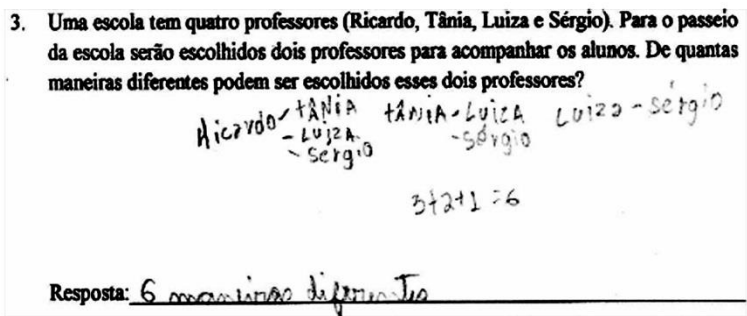 3. Uma escola tem quatro professores (Ricardo, Tânia, Luiza e Sérgio). Para o passeio
da escola serão escolhidos dois professores para acompanhar os alunos. De quantas
maneiras diferentes podem ser escolhidos esses dois professores?
Ricardo - tÂNiA tÂNiA - LuizA Luiza - sérgio
- LuizA - Sérgio
- Sergio
3+2+1=6
Resposta: 6 maneiras diferentes